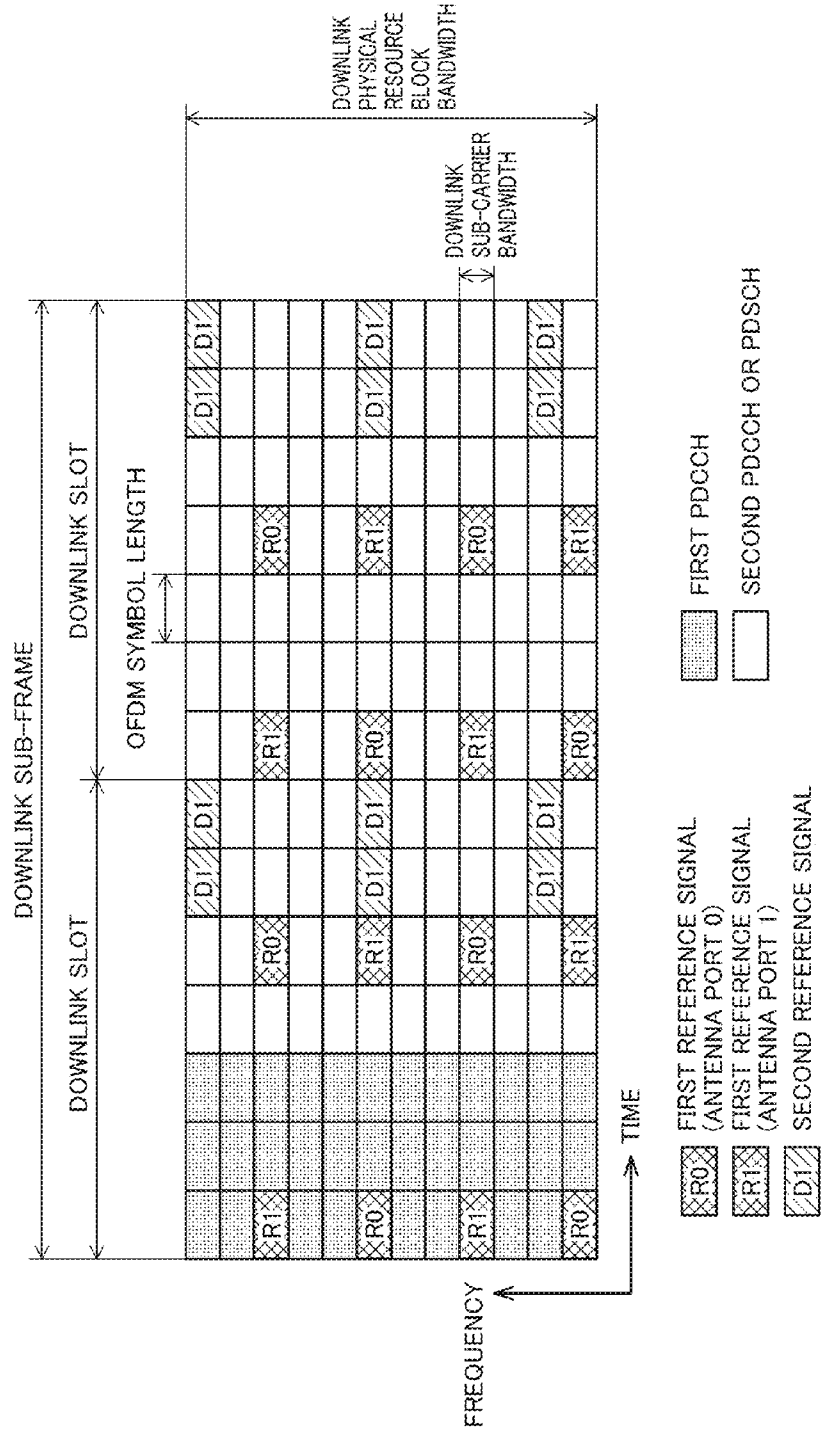 DOWNLINK SUB-FRAME
DOWNLINK SLOT
DOWNLINK SLOT
OFDM SYMBOL LENGTH
D1 D1 D1 D1
R1 R0 R1 R0
R0 R1 D1 D1 R0 R1 D1 D1
R1 R0 R1 R0
D1 D1 D1 D1
R0 R1 R0 R1
DOWNLINK
SUB-CARRIER
BANDWIDTH
DOWNLINK
PHYSICAL
RESOURCE
BLOCK
BANDWIDTH
FREQUENCY
TIME
R0 FIRST REFERENCE SIGNAL
(ANTENNA PORT 0)
R1 FIRST REFERENCE SIGNAL
(ANTENNA PORT 1)
D1 SECOND REFERENCE SIGNAL
FIRST PDCCH
SECOND PDCCH OR PDSCH